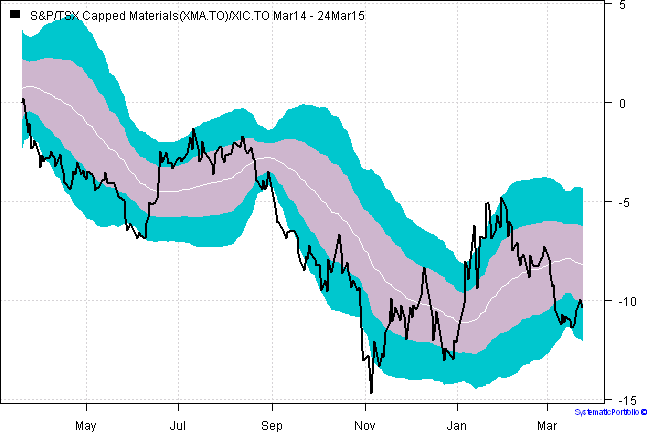 S&P/TSX Capped Materials(XMA.TO)/XIC.TO Mar14 - 24Mar15
5
0
-5
-10
-15
May Jul Sep Nov Jan Mar
SystematicPortfolio ©